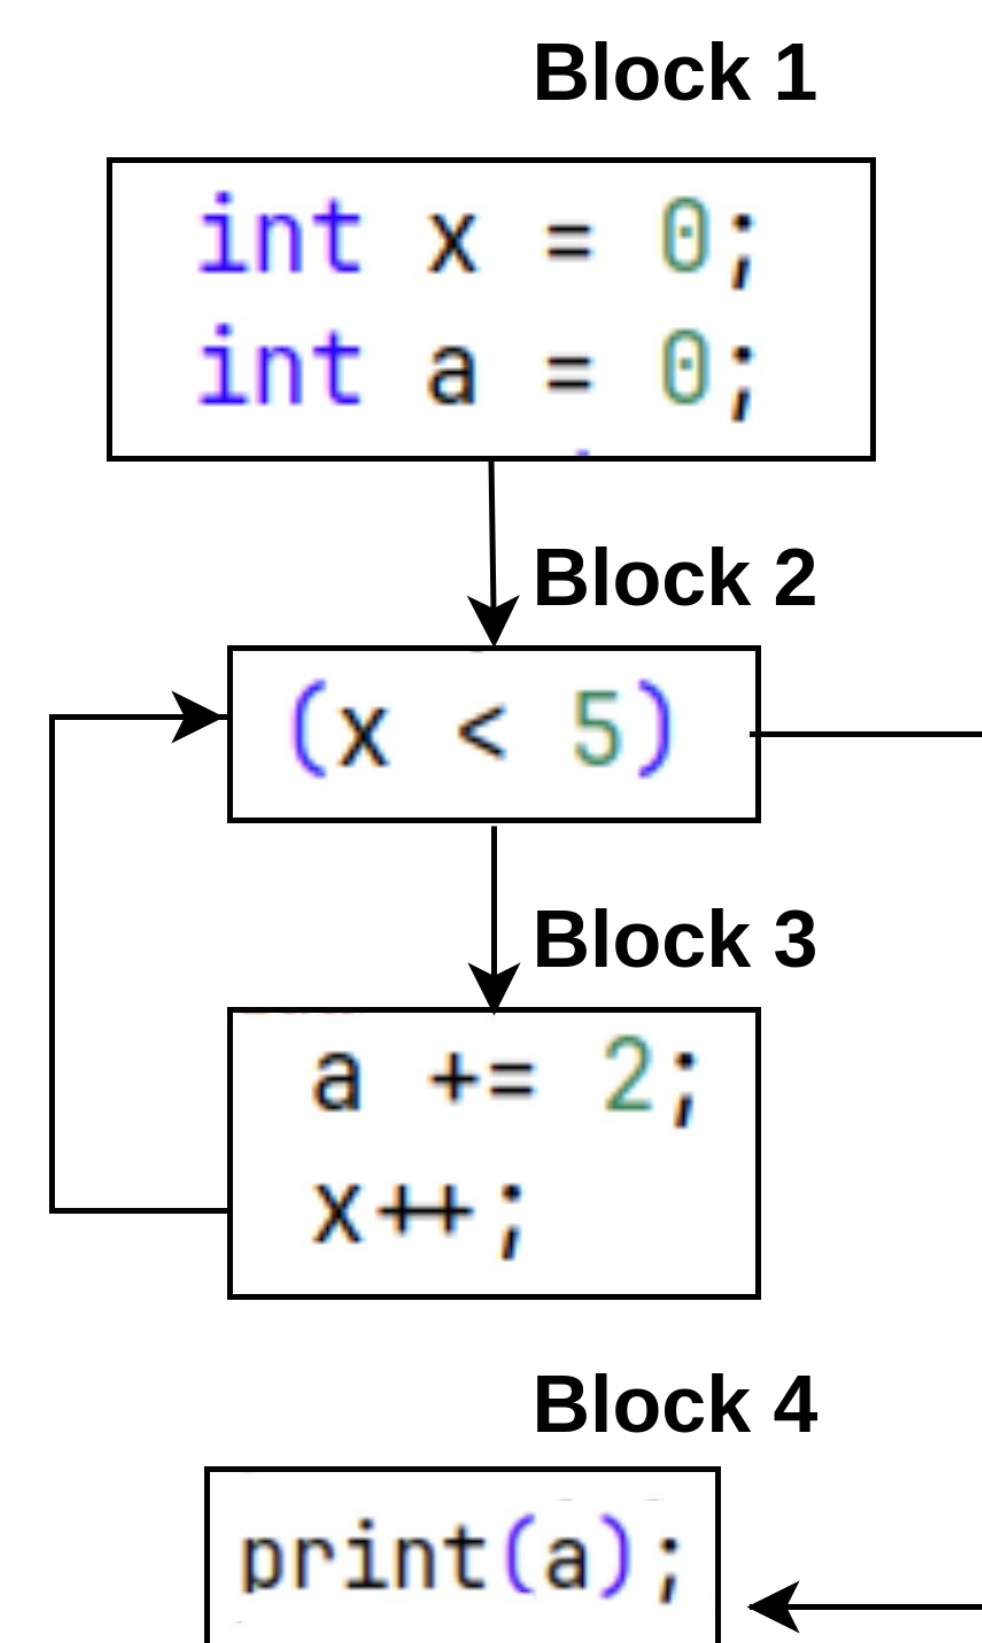 Block 1
int x = 0;
int a = 0;
Block 2
(x < 5)
Block 3
a += 2;
x++;
Block 4
print(a);